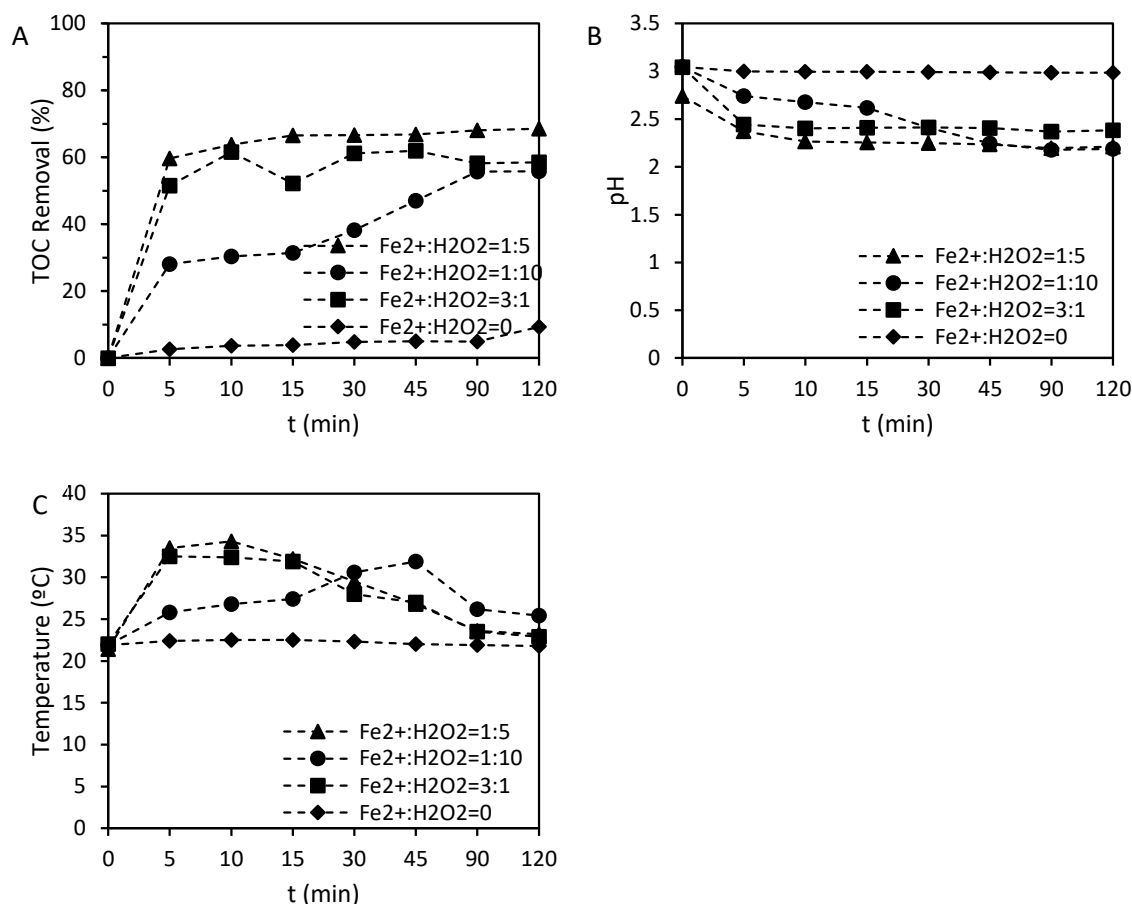 A
TOC Removal (%)
100
80
60
40
20
0
Fe2+:H2O2=1:5
Fe2+:H2O2=1:10
Fe2+:H2O2=3:1
Fe2+:H2O2=0
0 5 10 15 30 45 90 120
t (min)
B
pH
3.5
3
2.5
2
1.5
1
0.5
0
Fe2+:H2O2=1:5
Fe2+:H2O2=1:10
Fe2+:H2O2=3:1
Fe2+:H2O2=0
0 5 10 15 30 45 90 120
t (min)
C
Temperature (ºC)
40
35
30
25
20
15
10
5
0
Fe2+:H2O2=1:5
Fe2+:H2O2=1:10
Fe2+:H2O2=3:1
Fe2+:H2O2=0
0 5 10 15 30 45 90 120
t (min)